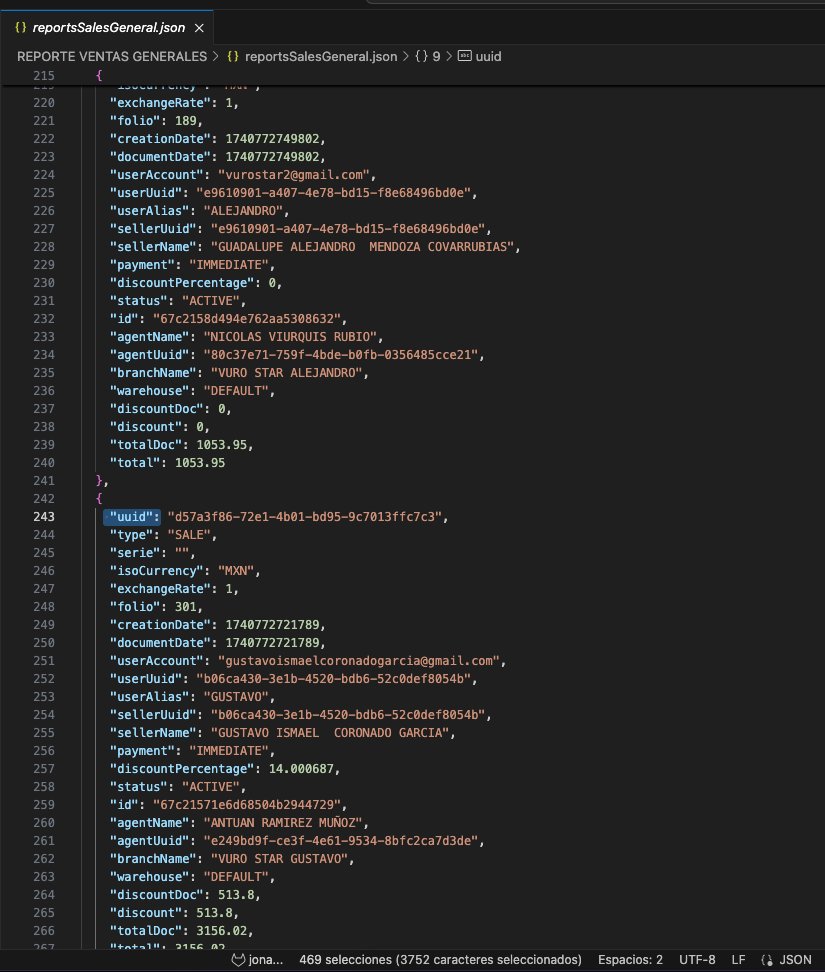 {} reportsSalesGeneral.json ×
REPORTE VENTAS GENERALES > {} reportsSalesGeneral.json > {} 9 > abc uuid
215 {
219 "isoCurrency": "MXN",
220 "exchangeRate": 1,
221 "folio": 189,
222 "creationDate": 1740772749802,
223 "documentDate": 1740772749802,
224 "userAccount": "vurostar2@gmail.com",
225 "userUuid": "e9610901-a407-4e78-bd15-f8e68496bd0e",
226 "userAlias": "ALEJANDRO",
227 "sellerUuid": "e9610901-a407-4e78-bd15-f8e68496bd0e",
228 "sellerName": "GUADALUPE ALEJANDRO  MENDOZA COVARRUBIAS",
229 "payment": "IMMEDIATE",
230 "discountPercentage": 0,
231 "status": "ACTIVE",
232 "id": "67c2158d494e762aa5308632",
233 "agentName": "NICOLAS VIURQUIS RUBIO",
234 "agentUuid": "80c37e71-759f-4bde-b0fb-0356485cce21",
235 "branchName": "VURO STAR ALEJANDRO",
236 "warehouse": "DEFAULT",
237 "discountDoc": 0,
238 "discount": 0,
239 "totalDoc": 1053.95,
240 "total": 1053.95
241 },
242 {
243 "uuid": "d57a3f86-72e1-4b01-bd95-9c7013ffc7c3",
244 "type": "SALE",
245 "serie": "",
246 "isoCurrency": "MXN",
247 "exchangeRate": 1,
248 "folio": 301,
249 "creationDate": 1740772721789,
250 "documentDate": 1740772721789,
251 "userAccount": "gustavoismaelcoronadogarcia@gmail.com",
252 "userUuid": "b06ca430-3e1b-4520-bdb6-52c0def8054b",
253 "userAlias": "GUSTAVO",
254 "sellerUuid": "b06ca430-3e1b-4520-bdb6-52c0def8054b",
255 "sellerName": "GUSTAVO ISMAEL  CORONADO GARCIA",
256 "payment": "IMMEDIATE",
257 "discountPercentage": 14.000687,
258 "status": "ACTIVE",
259 "id": "67c21571e6d68504b2944729",
260 "agentName": "ANTUAN RAMIREZ MUÑOZ",
261 "agentUuid": "e249bd9f-ce3f-4e61-9534-8bfc2ca7d3de",
262 "branchName": "VURO STAR GUSTAVO",
263 "warehouse": "DEFAULT",
264 "discountDoc": 513.8,
265 "discount": 513.8,
266 "totalDoc": 3156.02,
267 "total": 3156.02
jona... 469 selecciones (3752 caracteres seleccionados) Espacios: 2 UTF-8 LF {} JSON